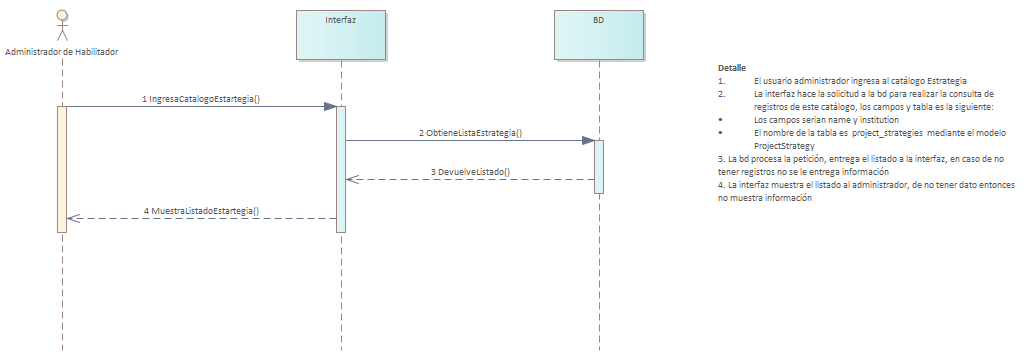 Interfaz
BD
Administrador de Habilitador
1 IngresaCatalogoEstartegia()
2 ObtieneListaEstrategia()
3 DevuelveListado()
4 MuestraListadoEstartegia()
Detalle
1. El usuario administrador ingresa al catálogo Estrategia
2. La interfaz hace la solicitud a la bd para realizar la consulta de
registros de este catálogo, los campos y tabla es la siguiente:
• Los campos serian name y institution
• El nombre de la tabla es project_strategies mediante el modelo
ProjectStrategy
3. La bd procesa la petición, entrega el listado a la interfaz, en caso de no
tener registros no se le entrega información
4. La interfaz muestra el listado al administrador, de no tener dato entonces
no muestra información